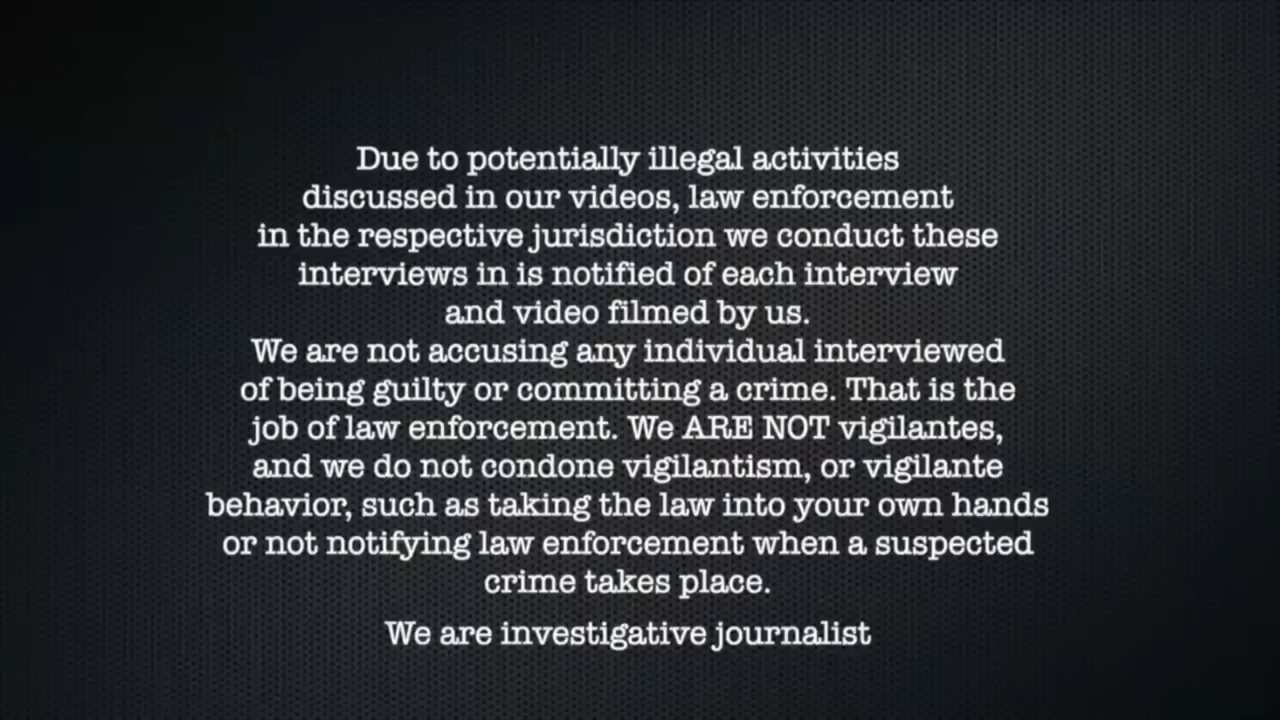 Due to potentially illegal activities
discussed in our videos, law enforcement
in the respective jurisdiction we conduct these
interviews in is notified of each interview
and video filmed by us.
We are not accusing any individual interviewed
of being guilty or committing a crime. That is the
job of law enforcement. We ARE NOT vigilantes,
and we do not condone vigilantism, or vigilante
behavior, such as taking the law into your own hands
or not notifying law enforcement when a suspected
crime takes place.
We are investigative journalist